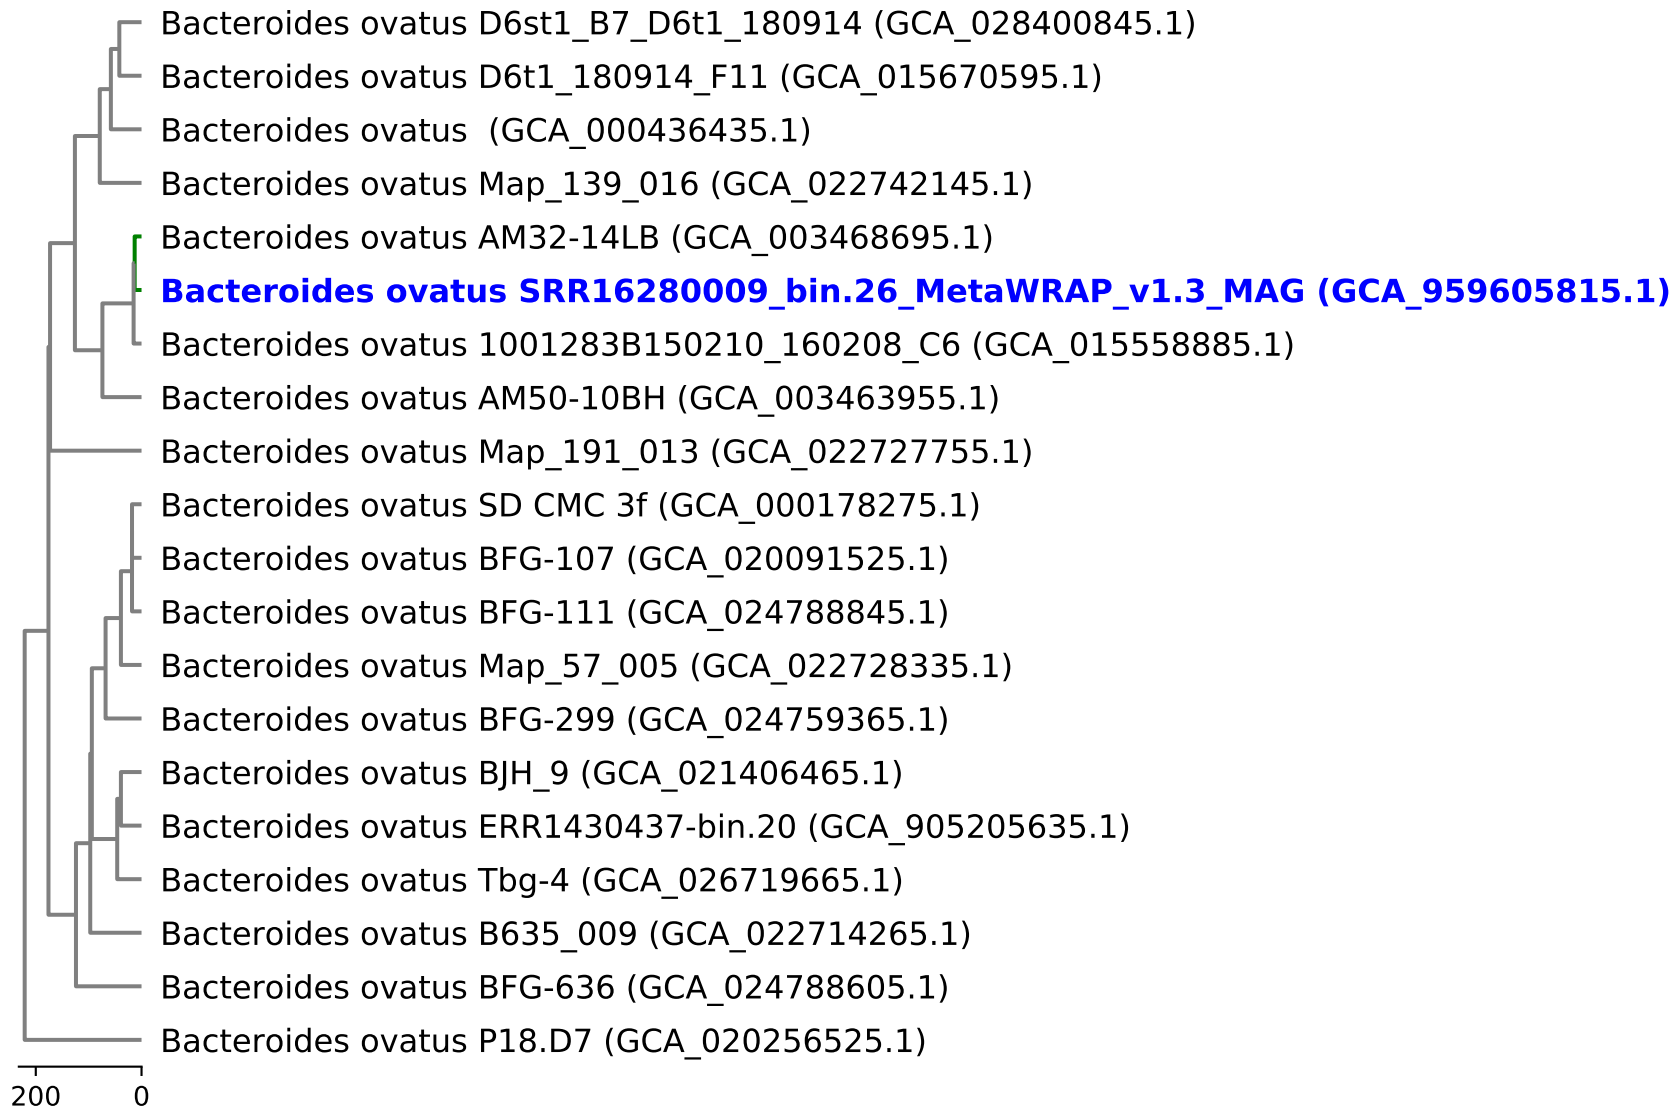 Bacteroides ovatus D6st1_B7_D6t1_180914 (GCA_028400845.1)
Bacteroides ovatus D6t1_180914_F11 (GCA_015670595.1)
Bacteroides ovatus  (GCA_000436435.1)
Bacteroides ovatus Map_139_016 (GCA_022742145.1)
Bacteroides ovatus AM32-14LB (GCA_003468695.1)
Bacteroides ovatus SRR16280009_bin.26_MetaWRAP_v1.3_MAG (GCA_959605815.1)
Bacteroides ovatus 1001283B150210_160208_C6 (GCA_015558885.1)
Bacteroides ovatus AM50-10BH (GCA_003463955.1)
Bacteroides ovatus Map_191_013 (GCA_022727755.1)
Bacteroides ovatus SD CMC 3f (GCA_000178275.1)
Bacteroides ovatus BFG-107 (GCA_020091525.1)
Bacteroides ovatus BFG-111 (GCA_024788845.1)
Bacteroides ovatus Map_57_005 (GCA_022728335.1)
Bacteroides ovatus BFG-299 (GCA_024759365.1)
Bacteroides ovatus BJH_9 (GCA_021406465.1)
Bacteroides ovatus ERR1430437-bin.20 (GCA_905205635.1)
Bacteroides ovatus Tbg-4 (GCA_026719665.1)
Bacteroides ovatus B635_009 (GCA_022714265.1)
Bacteroides ovatus BFG-636 (GCA_024788605.1)
Bacteroides ovatus P18.D7 (GCA_020256525.1)
200 0